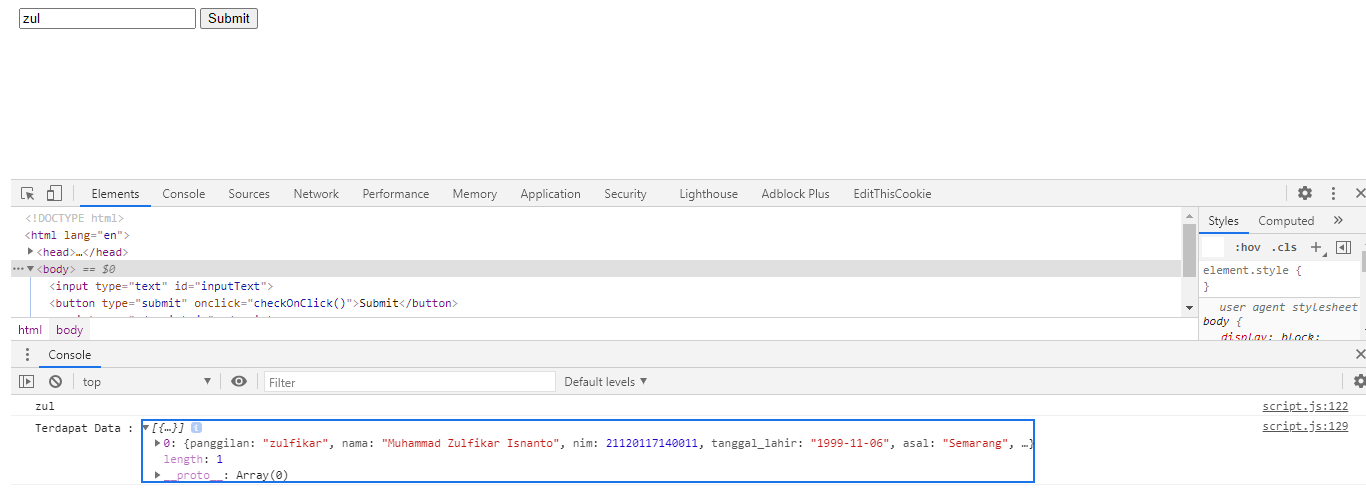 zul Submit
Elements Console Sources Network Performance Memory Application Security Lighthouse Adblock Plus EditThisCookie
<!DOCTYPE html>
<html lang="en">
<head>…</head>
<body> == $0
<input type="text" id="inputText">
<button type="submit" onclick="checkOnClick()">Submit</button>
html body
Styles Computed »
:hov .cls +
element.style {
}
user agent stylesheet
body {
display: block;
Console
top Filter Default levels
zul script.js:122
Terdapat Data : [{…}] i script.js:129
0: {panggilan: "zulfikar", nama: "Muhammad Zulfikar Isnanto", nim: 21120117140011, tanggal_lahir: "1999-11-06", asal: "Semarang", …}
length: 1
__proto__: Array(0)